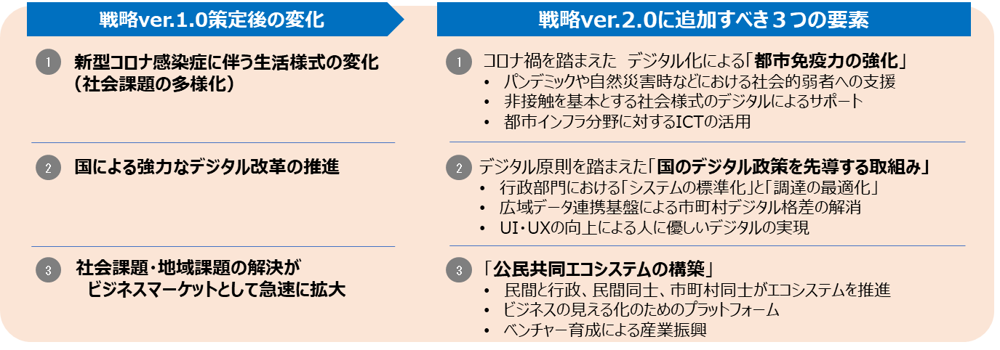 戦略ver.1.0策定後の変化
1 新型コロナ感染症に伴う生活様式の変化
（社会課題の多様化）
2 国による強力なデジタル改革の推進
3 社会課題・地域課題の解決が
ビジネスマーケットとして急速に拡大
戦略ver.2.0に追加すべき３つの要素
1 コロナ禍を踏まえた　デジタル化による「都市免疫力の強化」
• パンデミックや自然災害時などにおける社会的弱者への支援
• 非接触を基本とする社会様式のデジタルによるサポート
• 都市インフラ分野に対するICTの活用
2 デジタル原則を踏まえた「国のデジタル政策を先導する取組み」
• 行政部門における「システムの標準化」と「調達の最適化」
• 広域データ連携基盤による市町村デジタル格差の解消
• UI・UXの向上による人に優しいデジタルの実現
3 「公民共同エコシステムの構築」
• 民間と行政、民間同士、市町村同士がエコシステムを推進
• ビジネスの見える化のためのプラットフォーム
• ベンチャー育成による産業振興